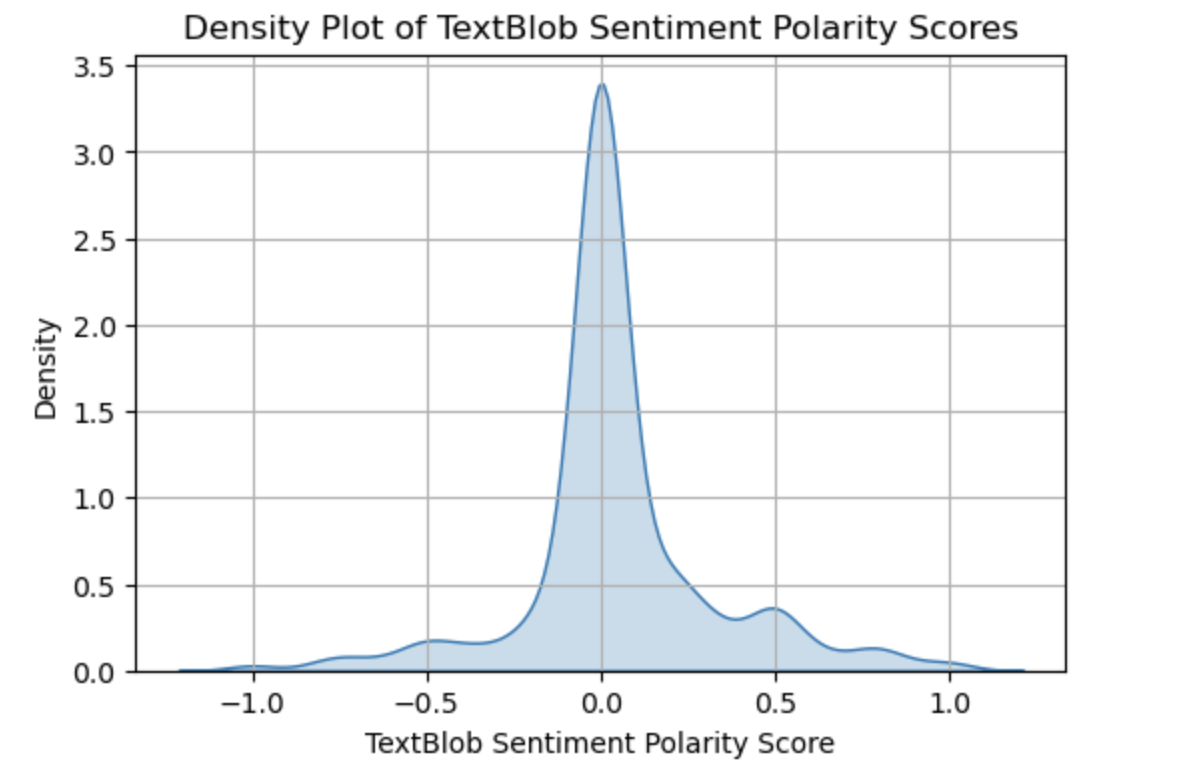 Density Plot of TextBlob Sentiment Polarity Scores
3.5
3.0
2.5
2.0
1.5
1.0
0.5
0.0
Density
−1.0 −0.5 0.0 0.5 1.0
TextBlob Sentiment Polarity Score